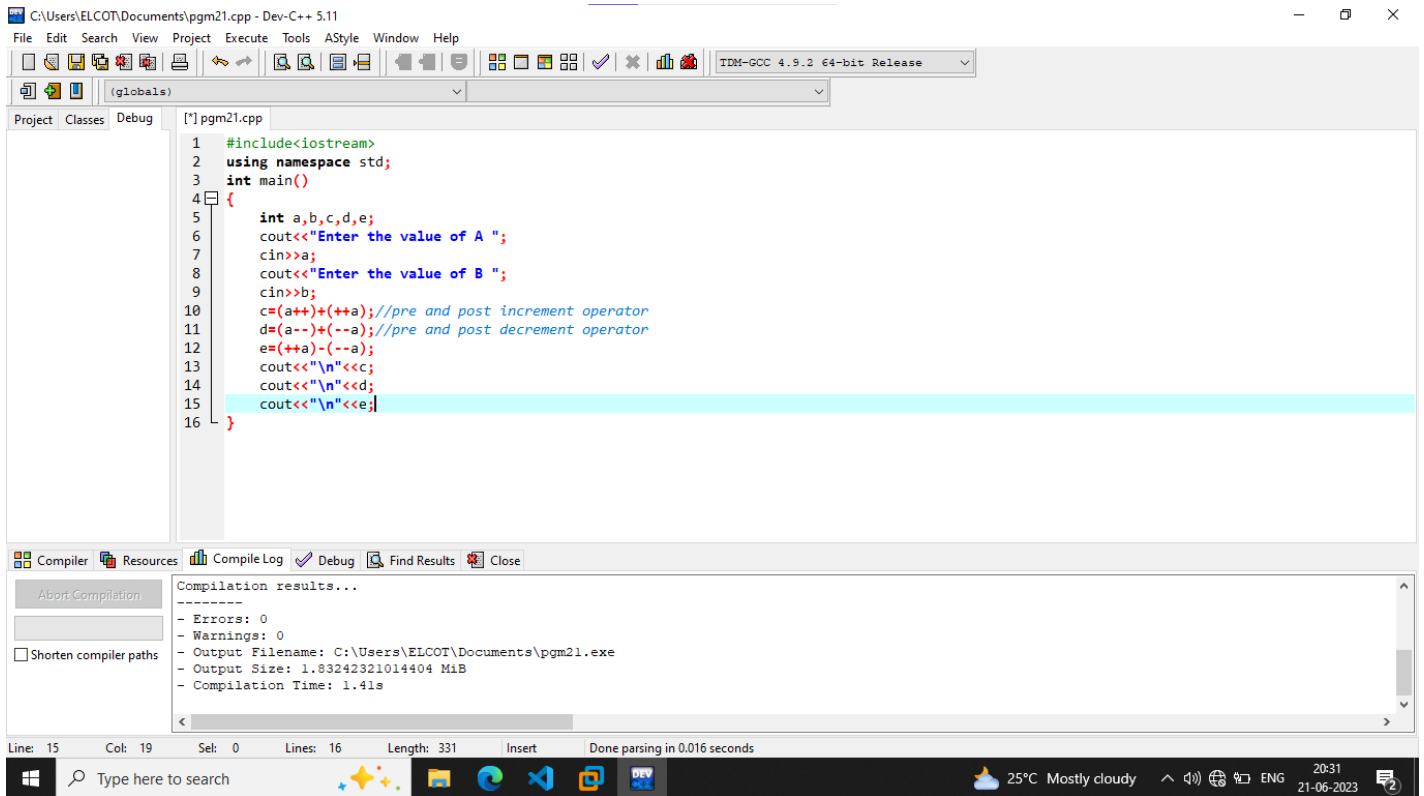 C:\Users\ELCOT\Documents\pgm21.cpp - Dev-C++ 5.11
File Edit Search View Project Execute Tools AStyle Window Help
TDM-GCC 4.9.2 64-bit Release
(globals)
Project Classes Debug
[*] pgm21.cpp
1 #include<iostream>
2 using namespace std;
3 int main()
4 {
5 int a,b,c,d,e;
6 cout<<"Enter the value of A ";
7 cin>>a;
8 cout<<"Enter the value of B ";
9 cin>>b;
10 c=(a++)+(++a);//pre and post increment operator
11 d=(a--)+(--a);//pre and post decrement operator
12 e=(++a)-(--a);
13 cout<<"\n"<<c;
14 cout<<"\n"<<d;
15 cout<<"\n"<<e;
16 }
Compiler Resources Compile Log Debug Find Results Close
Abort Compilation
Shorten compiler paths
Compilation results...
--------
- Errors: 0
- Warnings: 0
- Output Filename: C:\Users\ELCOT\Documents\pgm21.exe
- Output Size: 1.83242321014404 MiB
- Compilation Time: 1.41s
Line: 15 Col: 19 Sel: 0 Lines: 16 Length: 331 Insert Done parsing in 0.016 seconds
Type here to search
DEV
25°C Mostly cloudy
ENG
20:31
21-06-2023
2